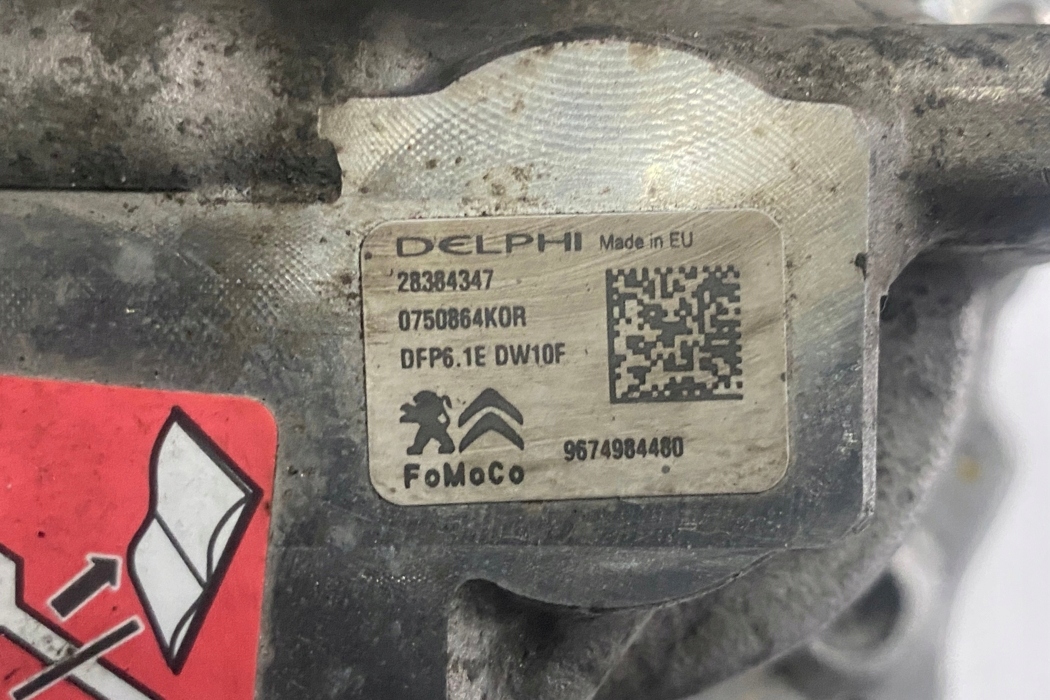 DELPHI Made in EU
28384347
0750864K0R
DFP6.1E DW10F
FoMoCo
9674984480